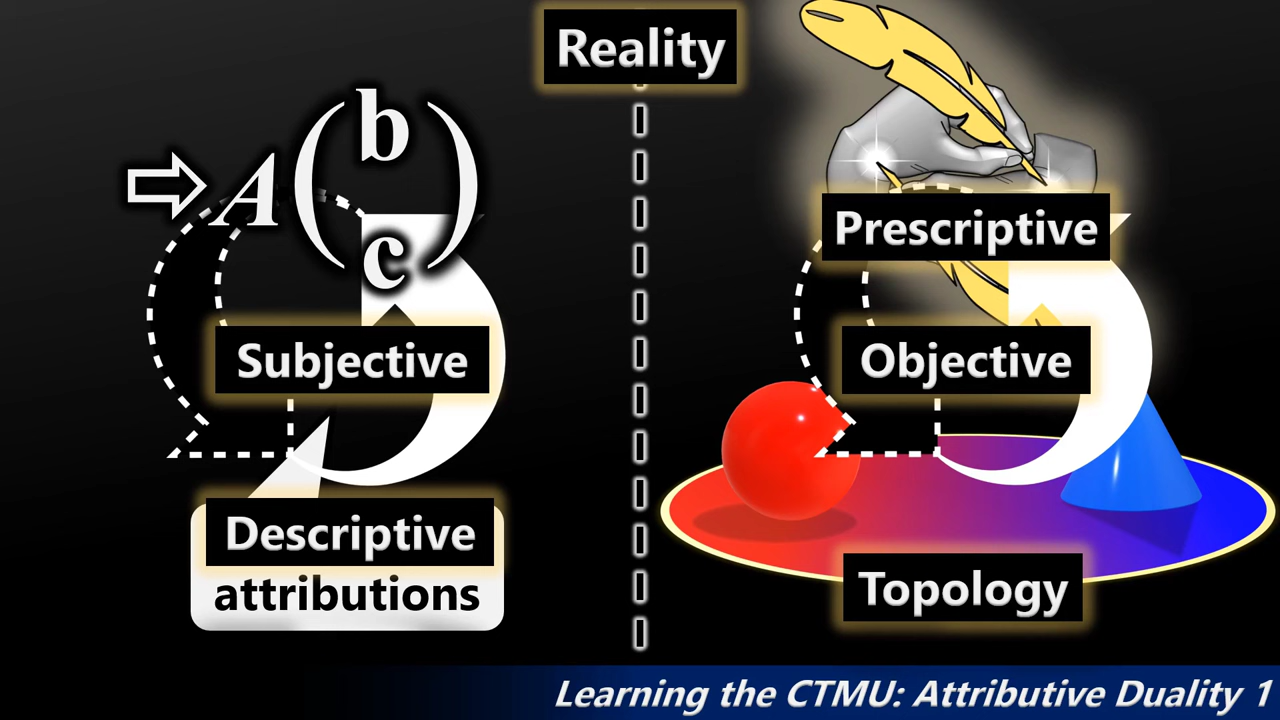 Reality
A(b
c)
Subjective
Descriptive
attributions
Prescriptive
Objective
Topology
Learning the CTMU: Attributive Duality 1